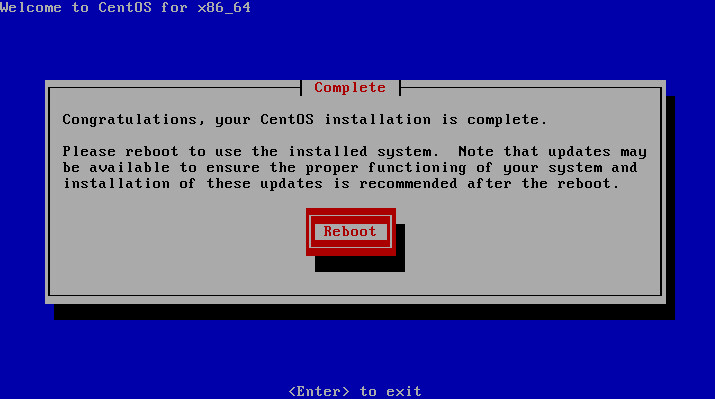 Welcome to CentOS for x86_64
Complete
Congratulations, your CentOS installation is complete.
Please reboot to use the installed system.  Note that updates may
be available to ensure the proper functioning of your system and
installation of these updates is recommended after the reboot.
Reboot
<Enter> to exit